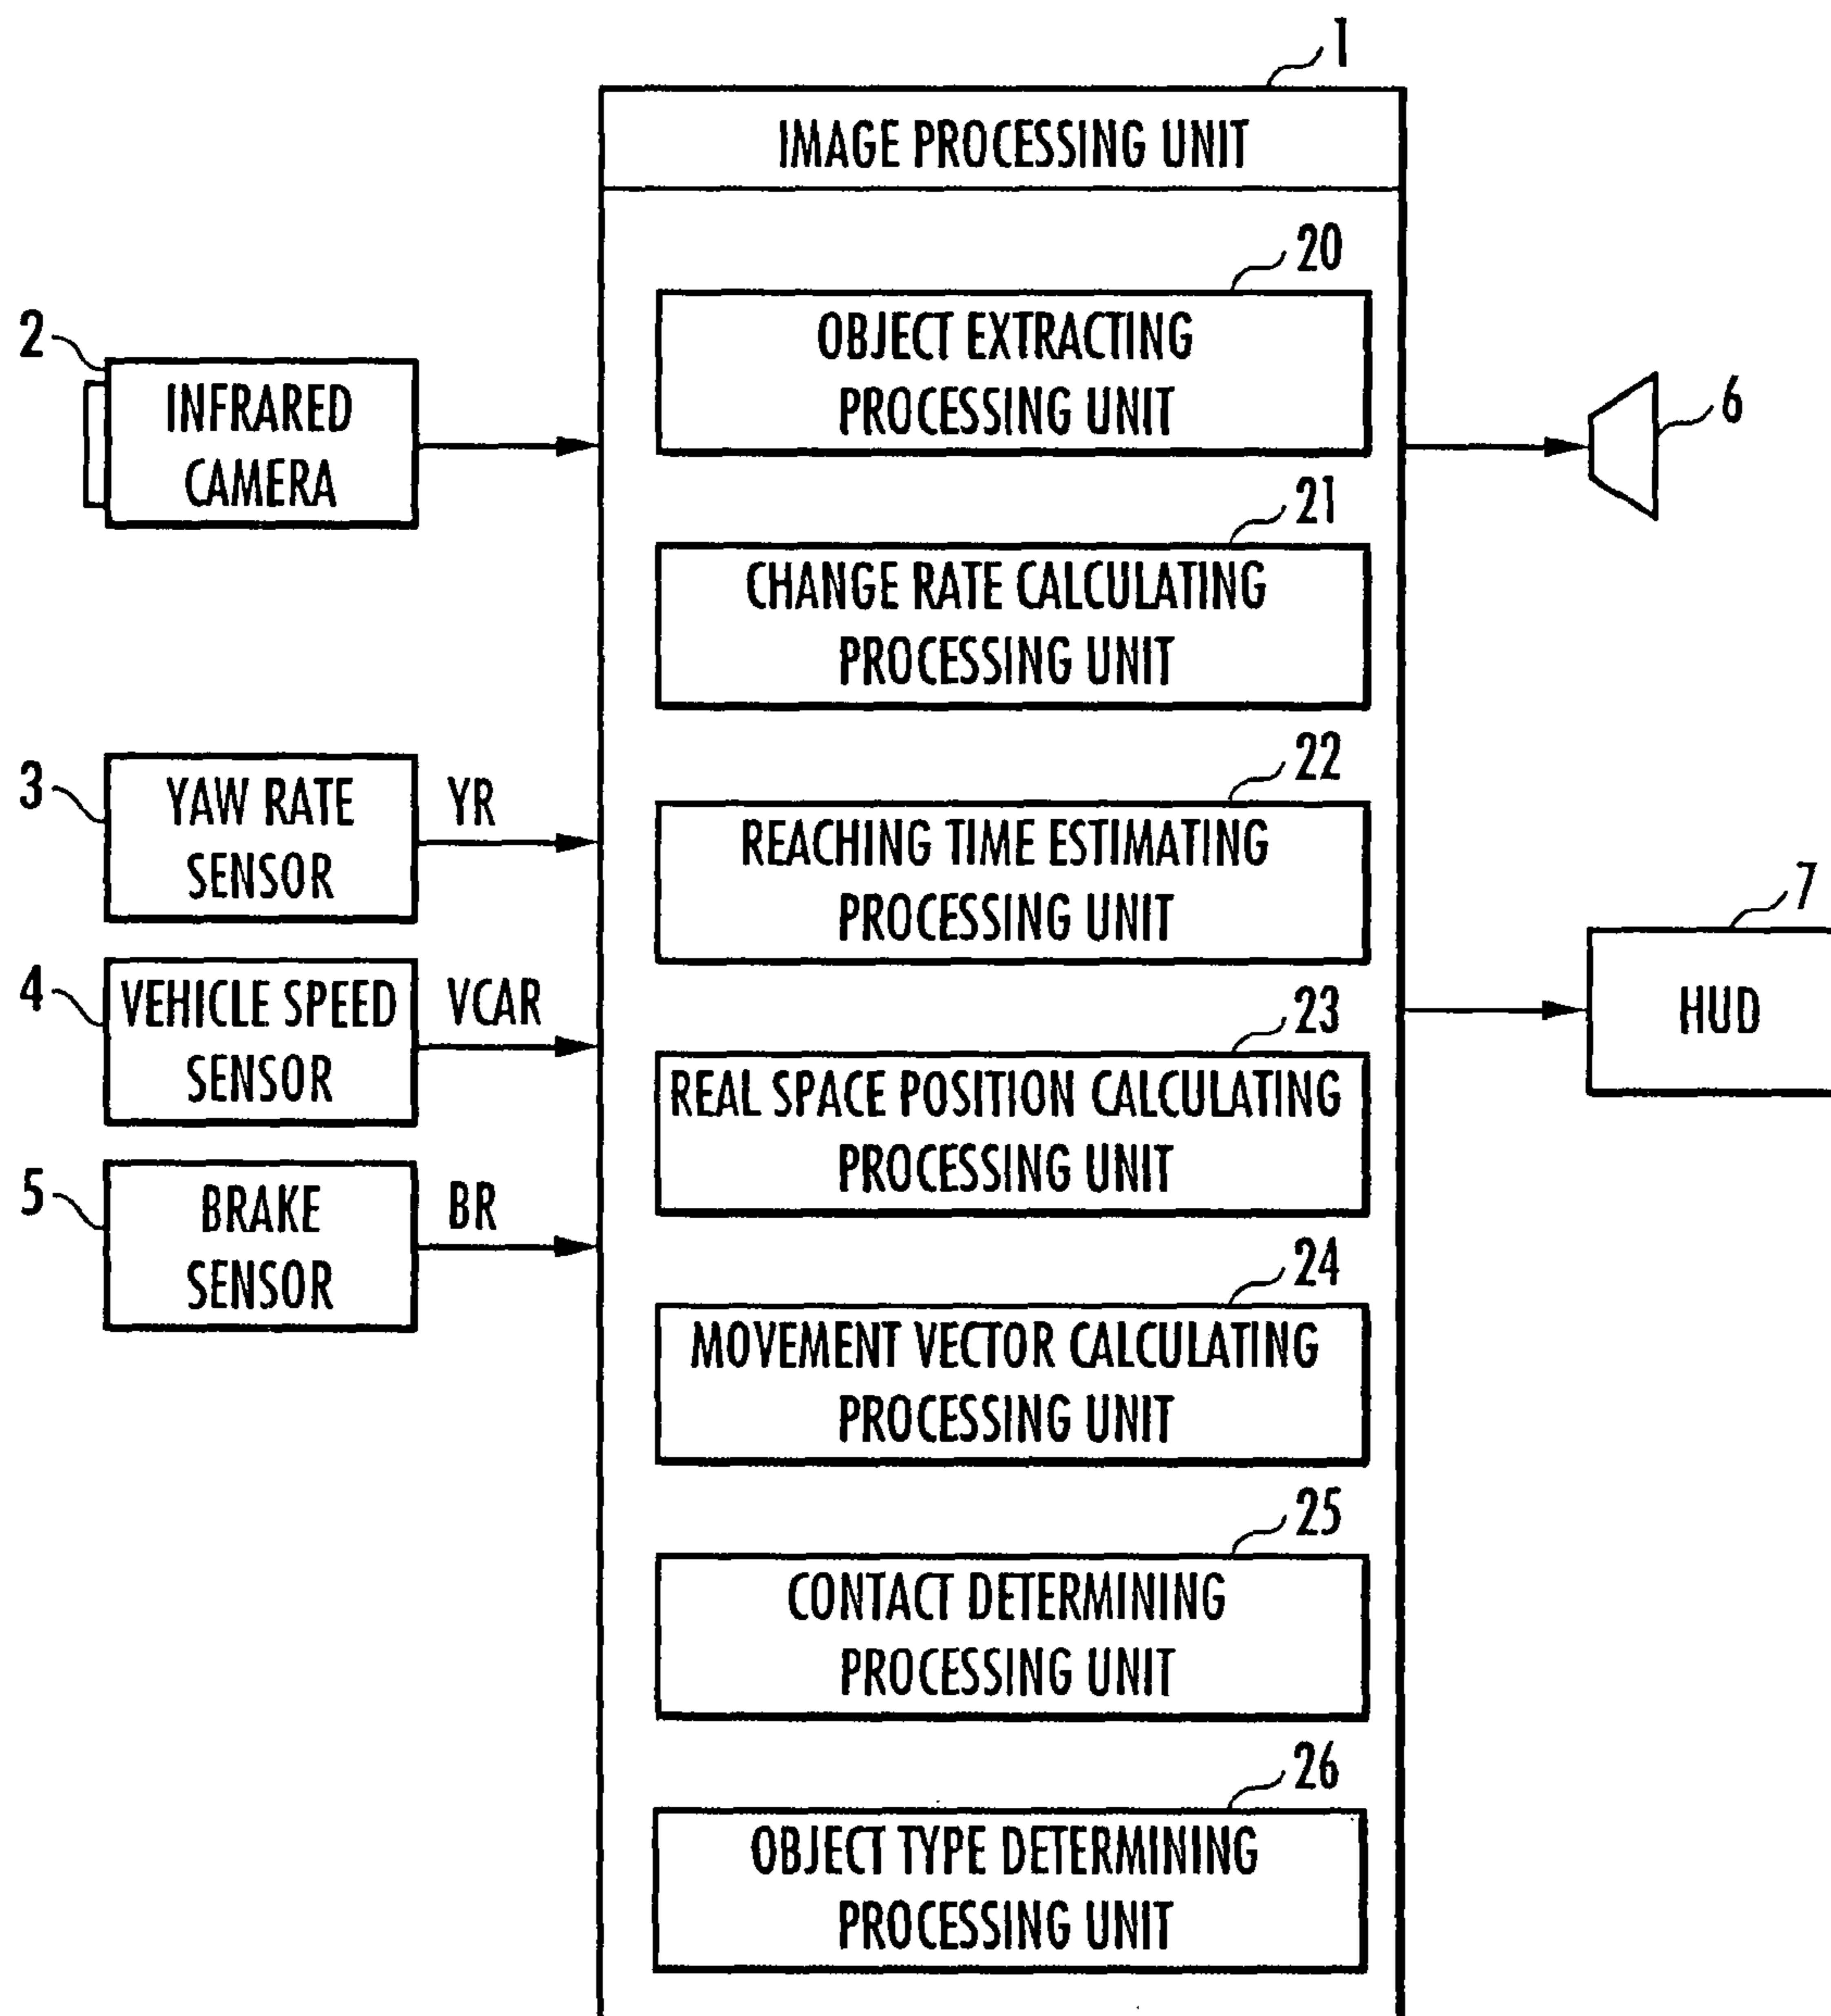 1
IMAGE PROCESSING UNIT
20
OBJECT EXTRACTING
PROCESSING UNIT
2
INFRARED
CAMERA
6
21
CHANGE RATE CALCULATING
PROCESSING UNIT
22
REACHING TIME ESTIMATING
PROCESSING UNIT
3
YAW RATE
SENSOR
YR
7
HUD
4
VEHICLE SPEED
SENSOR
VCAR
23
REAL SPACE POSITION CALCULATING
PROCESSING UNIT
5
BRAKE
SENSOR
BR
24
MOVEMENT VECTOR CALCULATING
PROCESSING UNIT
25
CONTACT DETERMINING
PROCESSING UNIT
26
OBJECT TYPE DETERMINING
PROCESSING UNIT